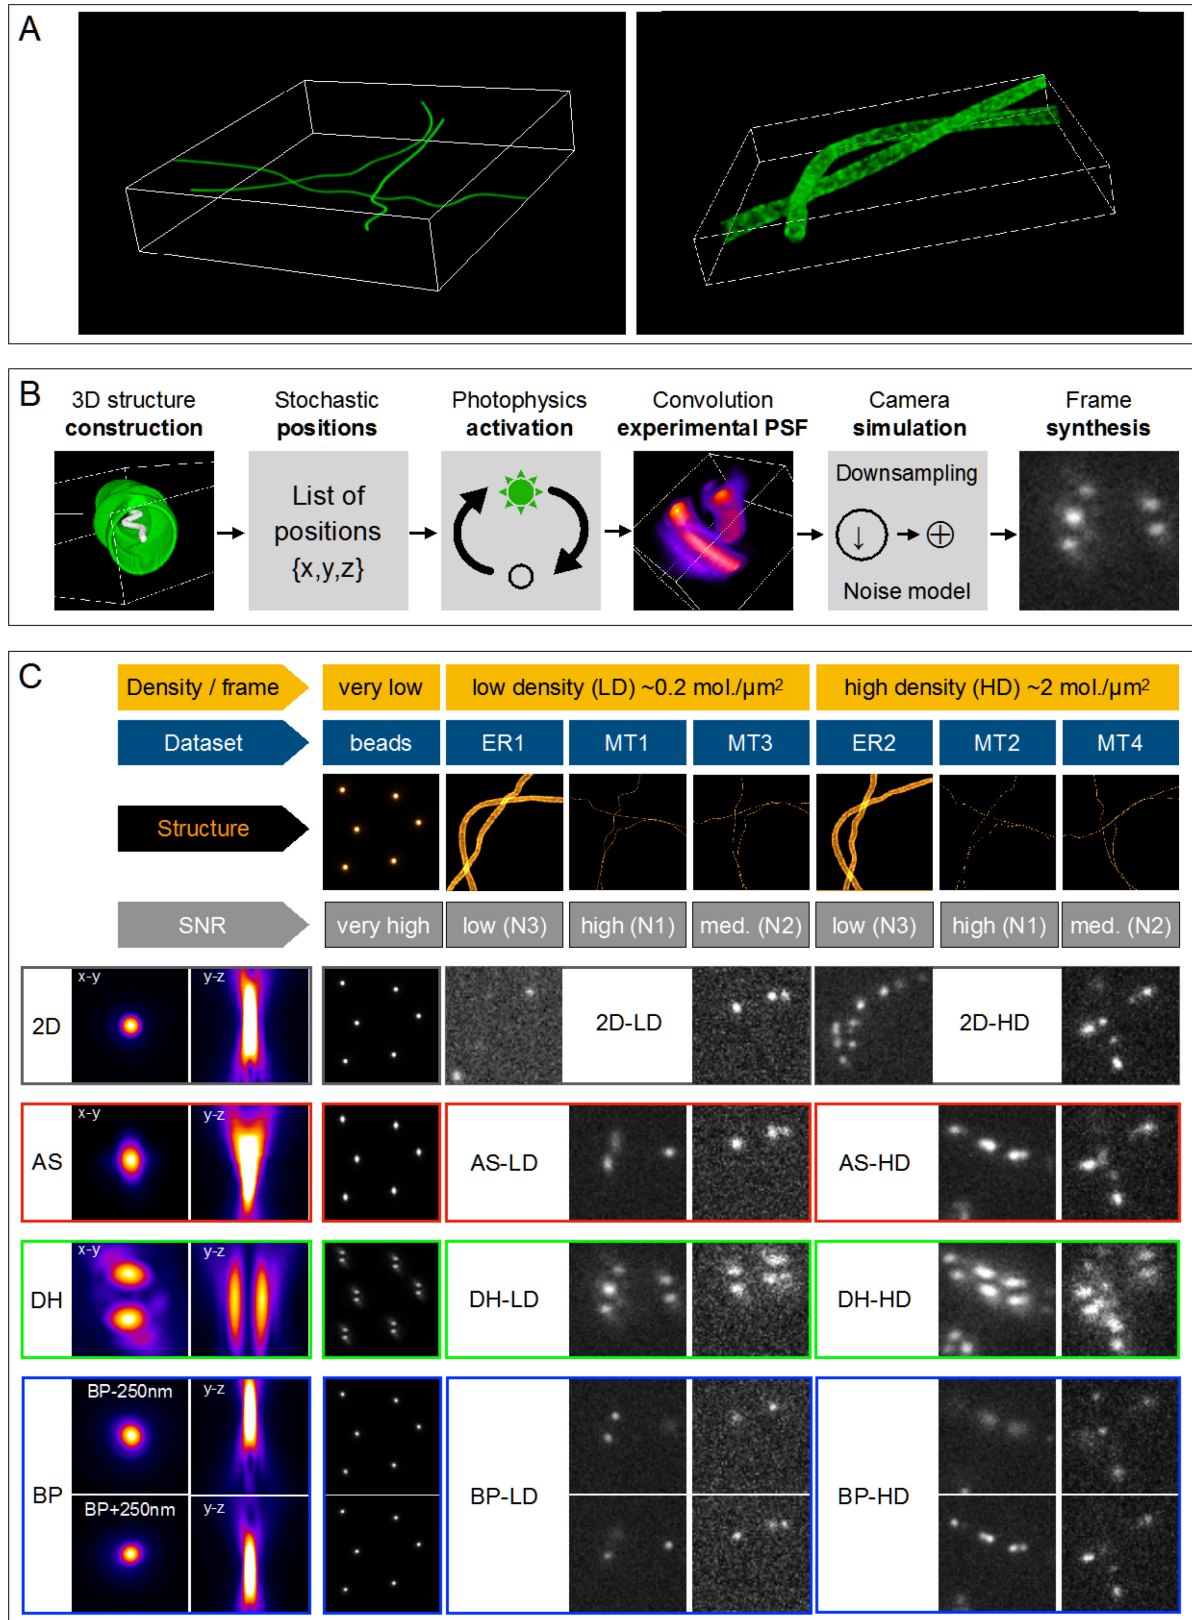 A
B
3D structure
construction
Stochastic
positions
Photophysics
activation
Convolution
experimental PSF
Camera
simulation
Frame
synthesis
List of
positions
{x,y,z}
Downsampling
↓
Noise model
C
Density / frame
very low
low density (LD) ~0.2 mol./µm²
high density (HD) ~2 mol./µm²
Dataset
beads
ER1
MT1
MT3
ER2
MT2
MT4
Structure
SNR
very high
low (N3)
high (N1)
med. (N2)
low (N3)
high (N1)
med. (N2)
2D
x-y
y-z
2D-LD
2D-HD
AS
x-y
y-z
AS-LD
AS-HD
DH
x-y
y-z
DH-LD
DH-HD
BP
BP-250nm
y-z
BP+250nm
y-z
BP-LD
BP-HD